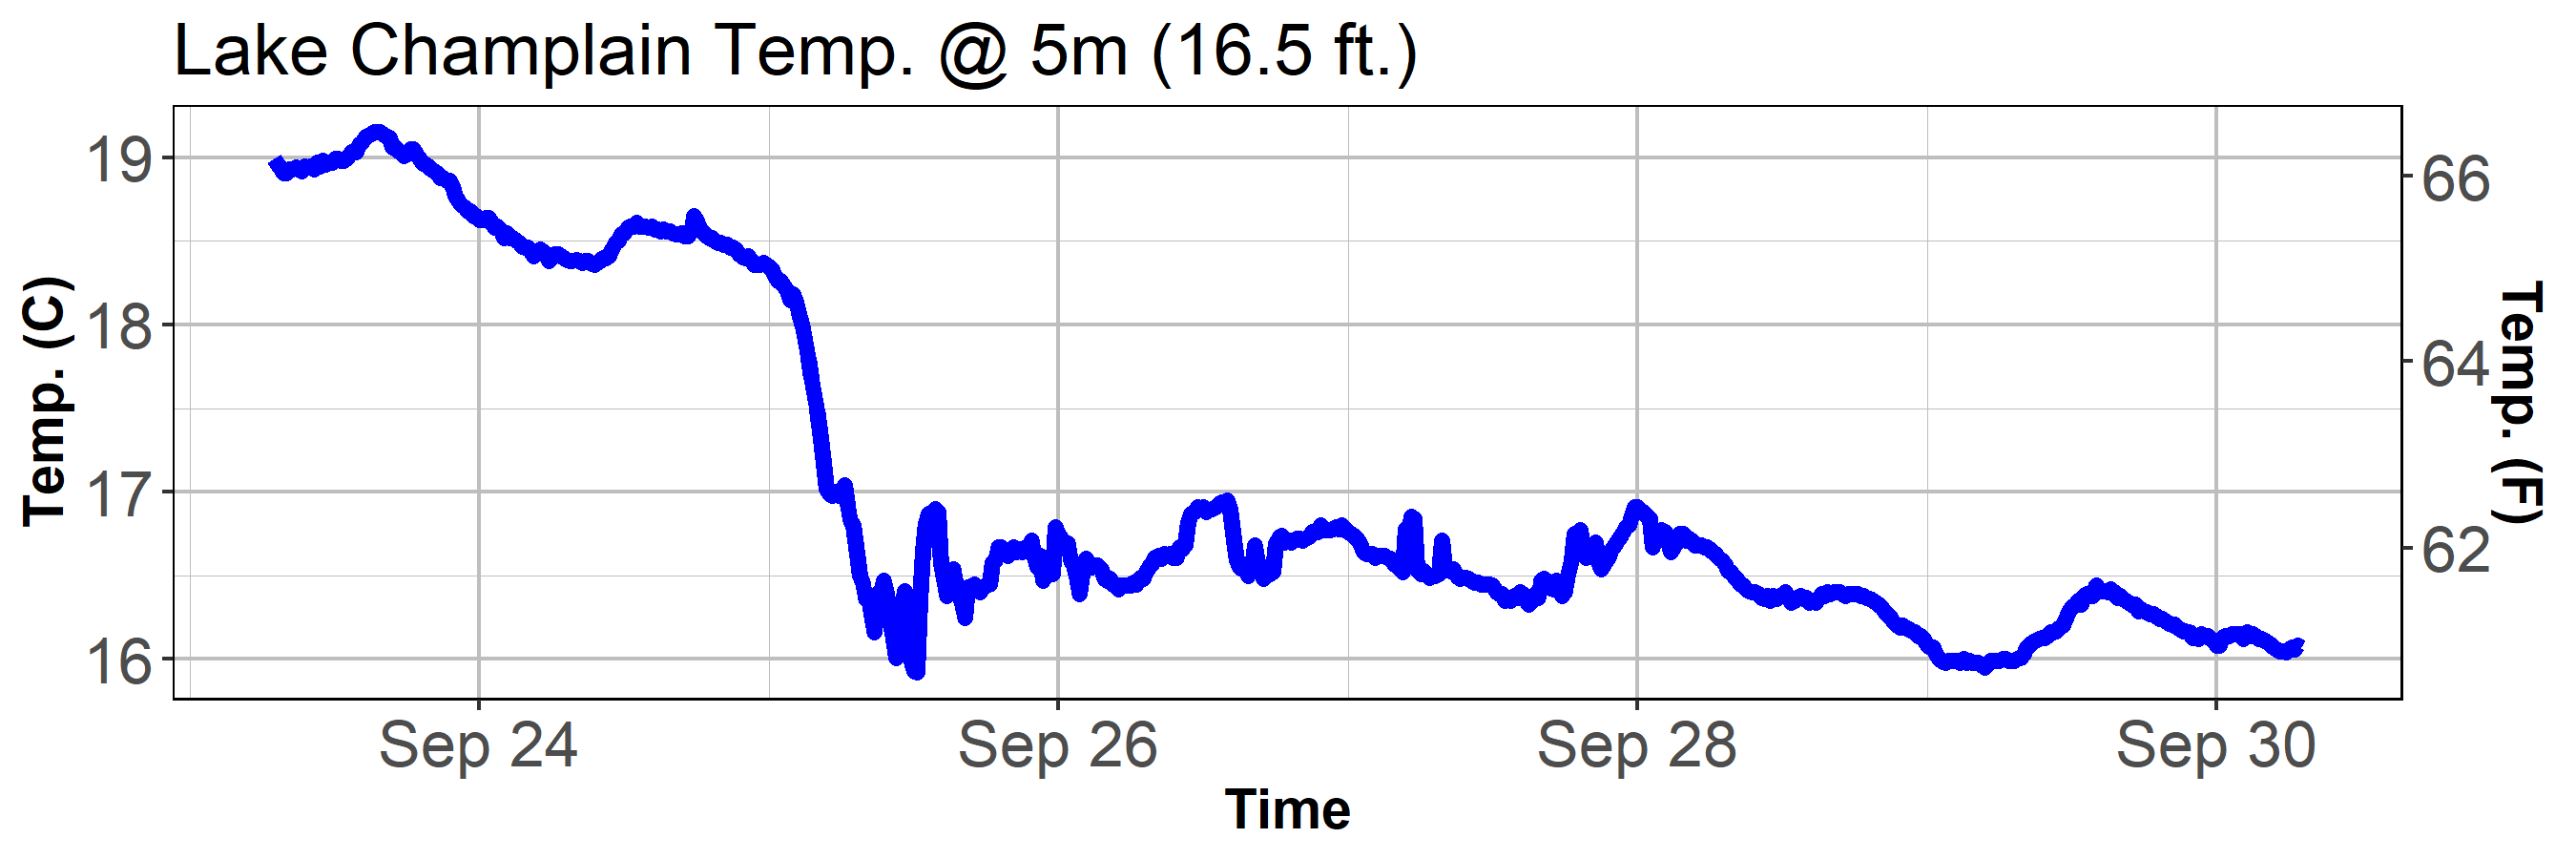 Lake Champlain Temp. @ 5m (16.5 ft.)
Temp. (C)
19
18
17
16
66
64
62
Temp. (F)
Sep 24
Sep 26
Sep 28
Sep 30
Time